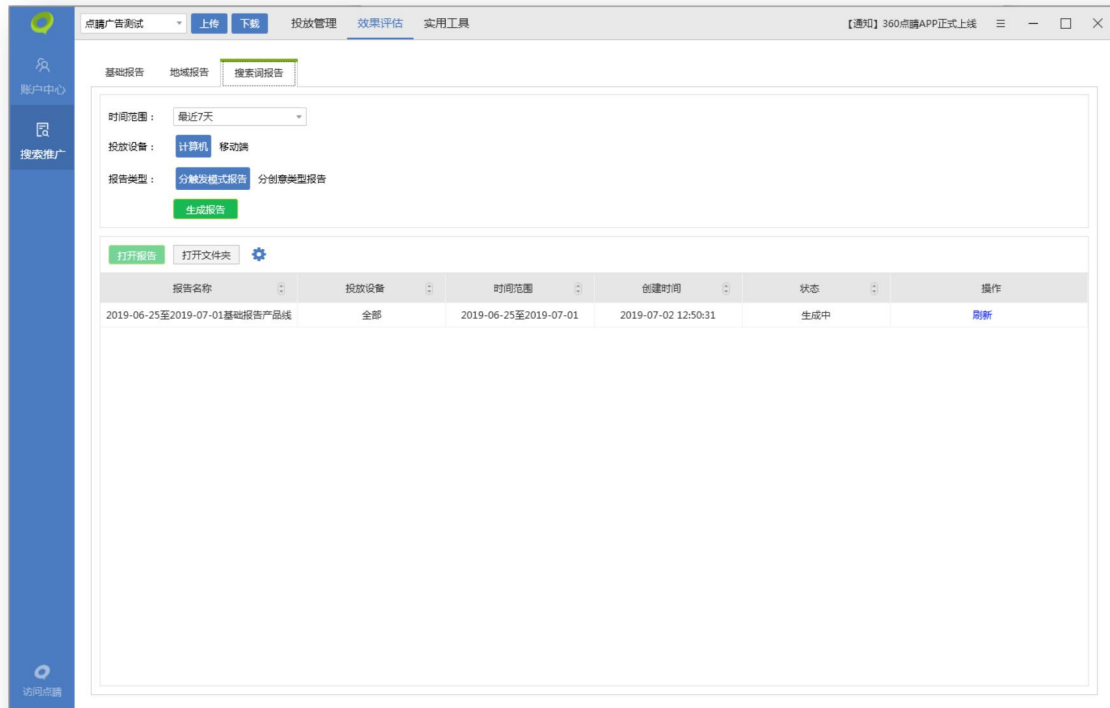 点睛广告测试 上传 下载 投放管理 效果评估 实用工具 【通知】360点睛APP正式上线
账户中心
搜索推广
基础报告 地域报告 搜索词报告
时间范围： 最近7天
投放设备： 计算机 移动端
报告类型： 分触发模式报告 分创意类型报告
生成报告
打开报告 打开文件夹
报告名称 投放设备 时间范围 创建时间 状态 操作
2019-06-25至2019-07-01基础报告产品线 全部 2019-06-25至2019-07-01 2019-07-02 12:50:31 生成中 刷新
访问点睛